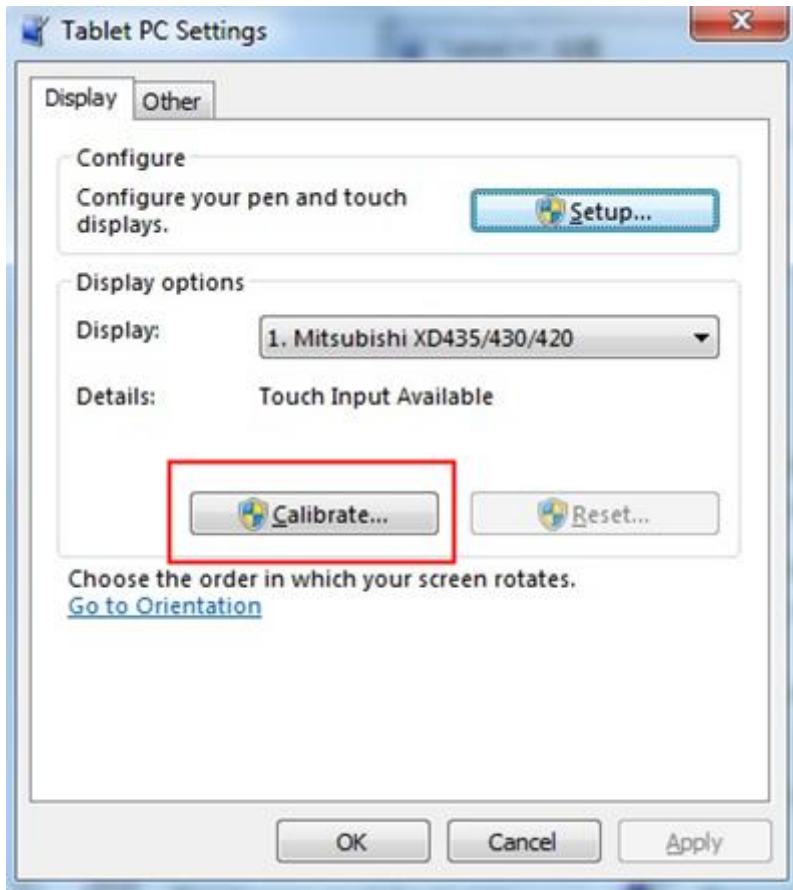 Tablet PC Settings
Display
Other
Configure
Configure your pen and touch
displays.
Setup...
Display options
Display:
1. Mitsubishi XD435/430/420
Details:
Touch Input Available
Calibrate...
Reset...
Choose the order in which your screen rotates.
Go to Orientation
OK
Cancel
Apply